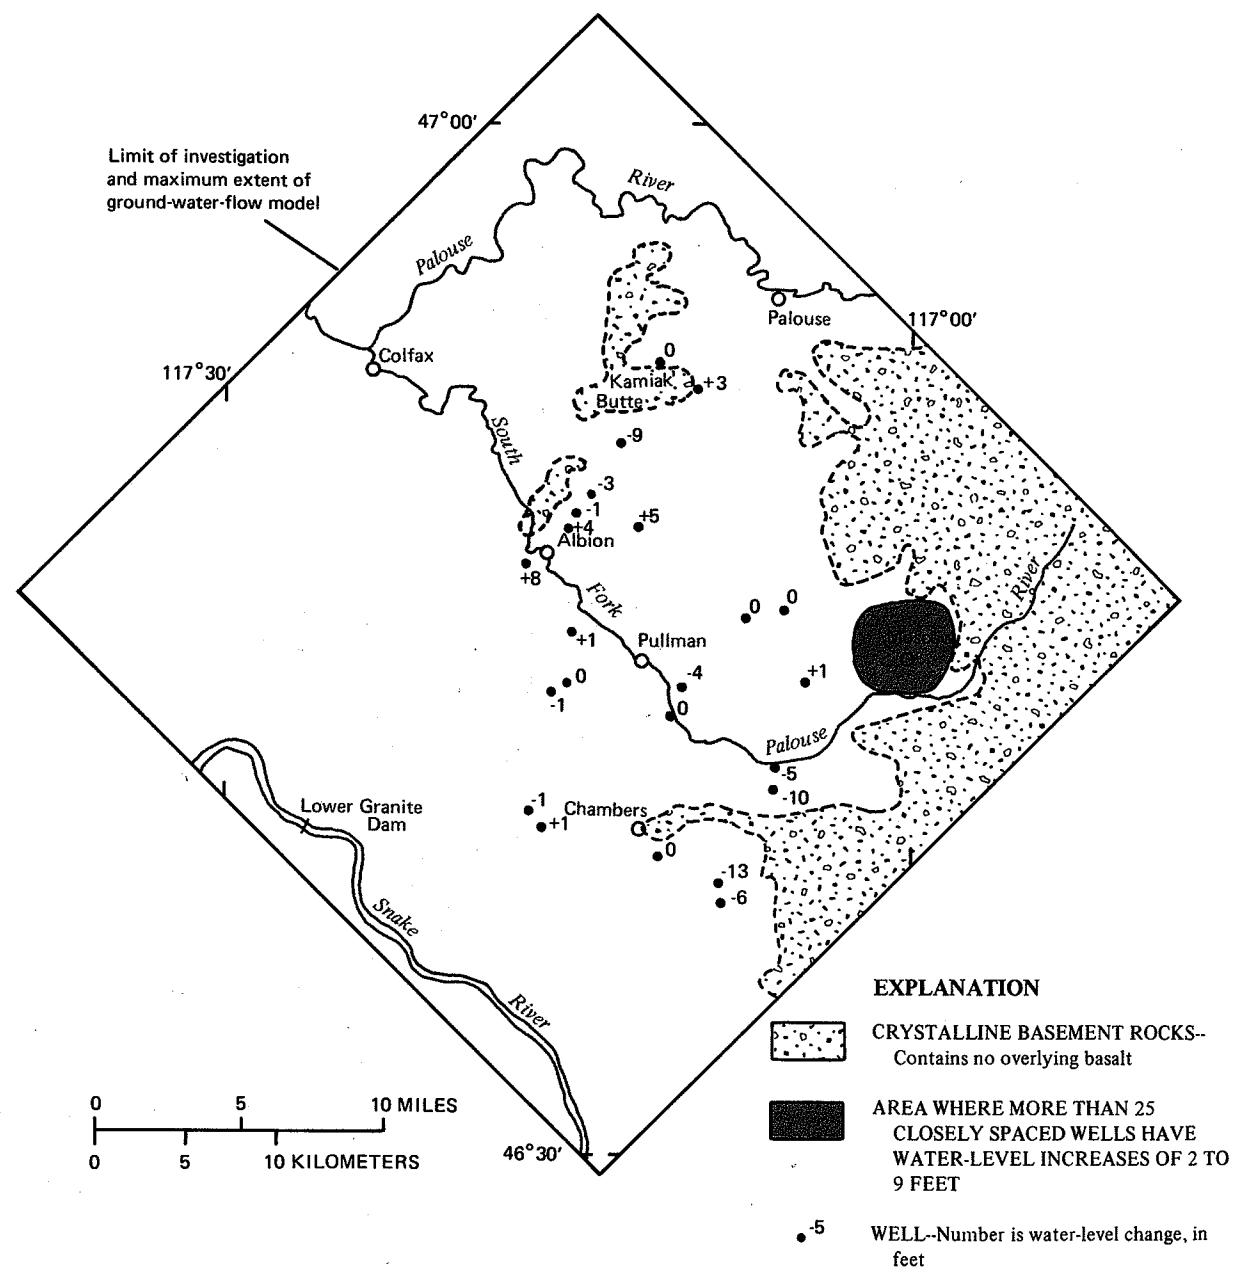 47°00'
Limit of investigation
and maximum extent of
ground-water-flow model
River
Palouse
Palouse
117°00'
Colfax
117°30'
0
Kamiak
+3
Butte
-9
South
-3
-1
+4
+5
Albion
+8
Fork
River
0
0
+1
Pullman
0
-4
+1
-1
0
Palouse
-5
-10
Lower Granite
Dam
-1
+1
Chambers
0
-13
-6
Snake
River
46°30'
0 5 10 MILES
0 5 10 KILOMETERS
EXPLANATION
CRYSTALLINE BASEMENT ROCKS--
Contains no overlying basalt
AREA WHERE MORE THAN 25
CLOSELY SPACED WELLS HAVE
WATER-LEVEL INCREASES OF 2 TO
9 FEET
-5
WELL--Number is water-level change, in
feet